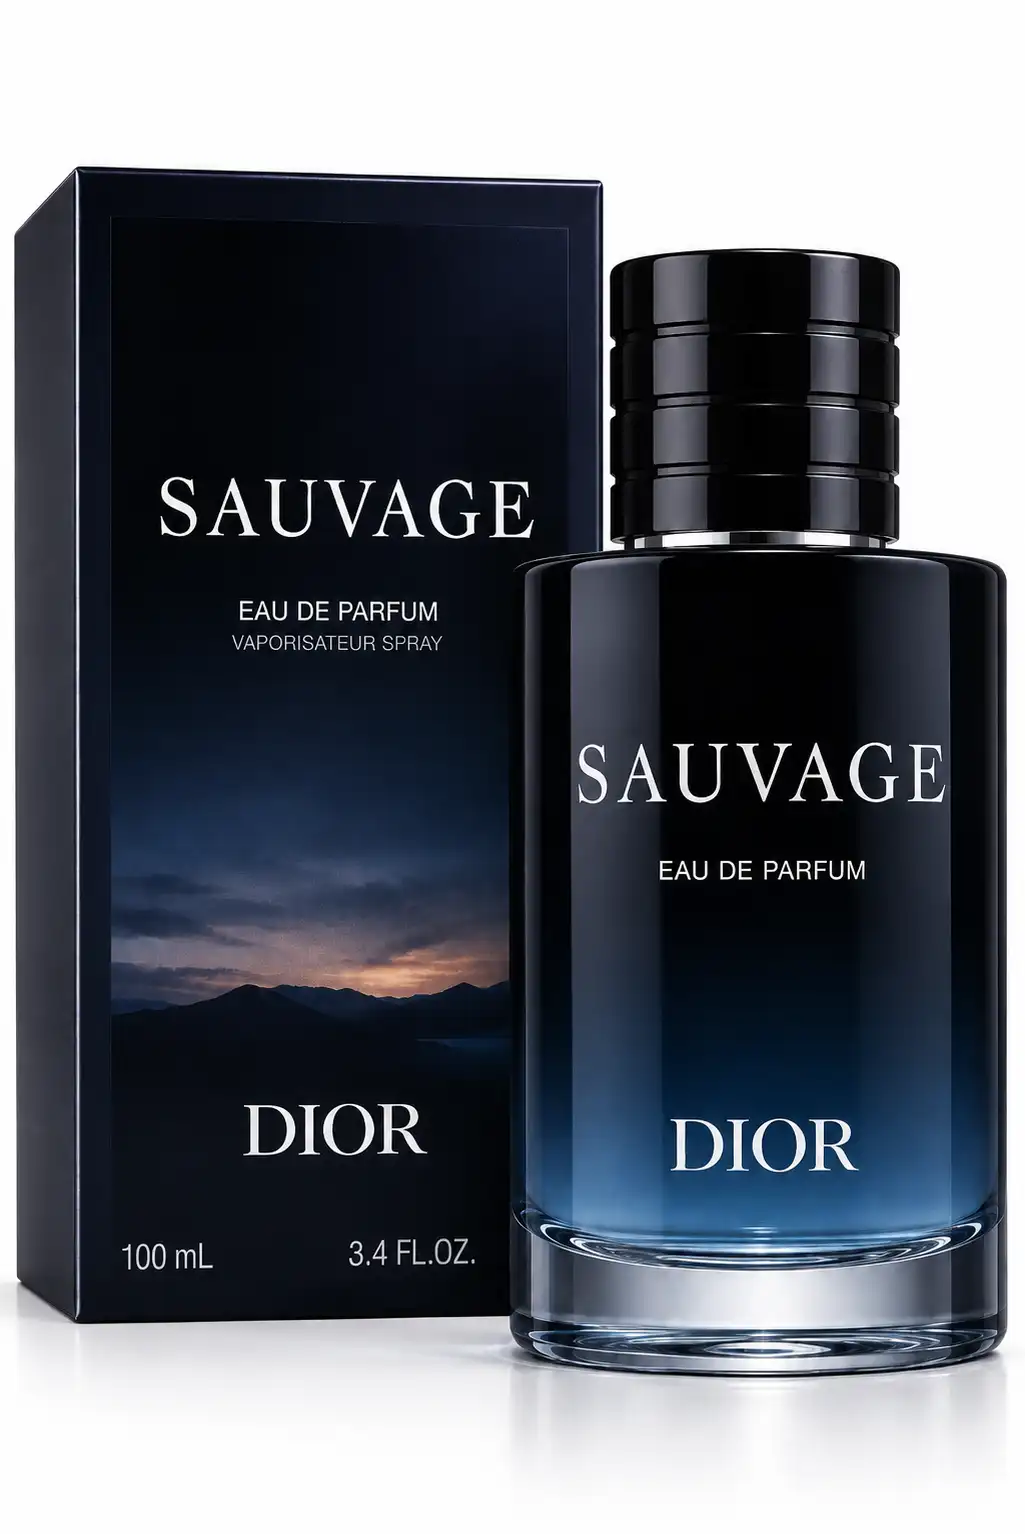 SAUVAGE
EAU DE PARFUM
VAPORISATEUR SPRAY
DIOR
100 mL 3.4 FL.OZ.
SAUVAGE
EAU DE PARFUM
DIOR